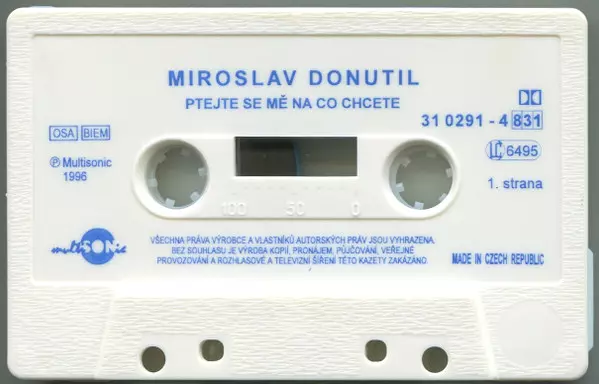 MIROSLAV DONUTIL
PTEJTE SE MĚ NA CO CHCETE
31 0291 - 4 831
OSA BIEM
LC 6495
℗ Multisonic
1996
1. strana
100 50 0
multiSONic
VŠECHNA PRÁVA VÝROBCE A VLASTNÍKŮ AUTORSKÝCH PRÁV JSOU VYHRAZENA.
BEZ SOUHLASU JE VÝROBA KOPIÍ, PRONÁJEM, PŮJČOVÁNÍ, VEŘEJNÉ
PROVOZOVÁNÍ A ROZHLASOVÉ A TELEVIZNÍ ŠÍŘENÍ TÉTO KAZETY ZAKÁZÁNO.
MADE IN CZECH REPUBLIC